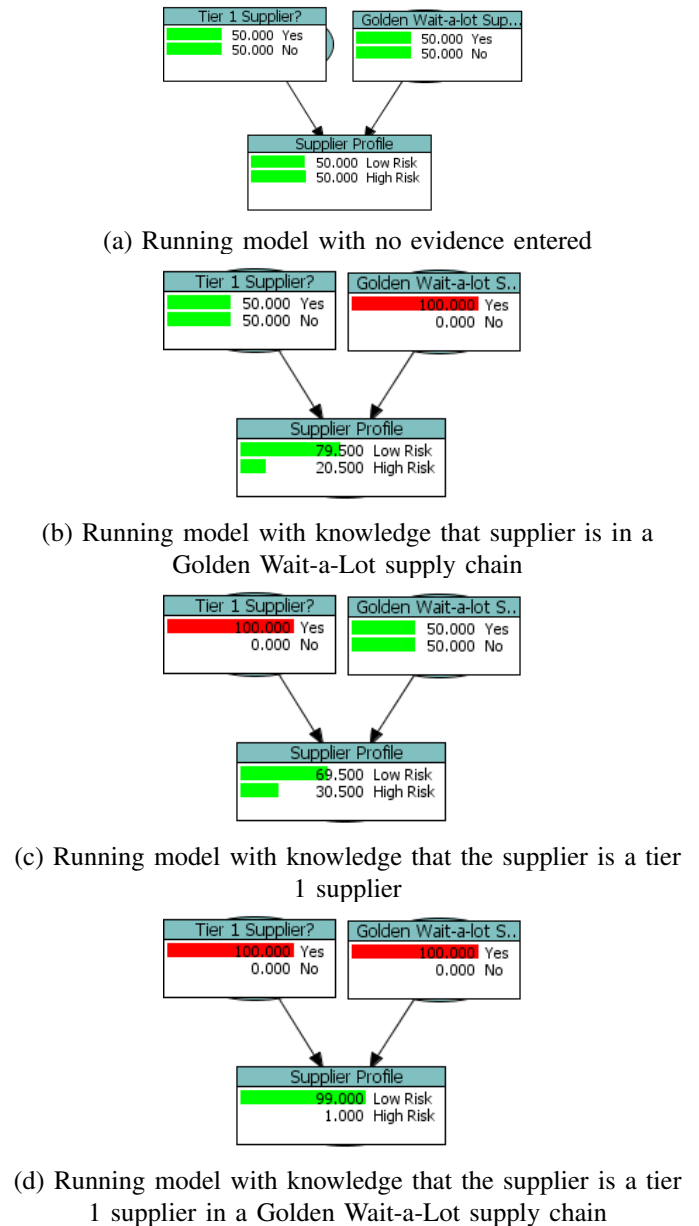 Tier 1 Supplier?
50.000 Yes
50.000 No
Golden Wait-a-lot Sup...
50.000 Yes
50.000 No
Supplier Profile
50.000 Low Risk
50.000 High Risk
(a) Running model with no evidence entered
Tier 1 Supplier?
50.000 Yes
50.000 No
Golden Wait-a-lot S..
100.000 Yes
0.000 No
Supplier Profile
79.500 Low Risk
20.500 High Risk
(b) Running model with knowledge that supplier is in a
Golden Wait-a-Lot supply chain
Tier 1 Supplier?
100.000 Yes
0.000 No
Golden Wait-a-lot S..
50.000 Yes
50.000 No
Supplier Profile
69.500 Low Risk
30.500 High Risk
(c) Running model with knowledge that the supplier is a tier
1 supplier
Tier 1 Supplier?
100.000 Yes
0.000 No
Golden Wait-a-lot S..
100.000 Yes
0.000 No
Supplier Profile
99.000 Low Risk
1.000 High Risk
(d) Running model with knowledge that the supplier is a tier
1 supplier in a Golden Wait-a-Lot supply chain